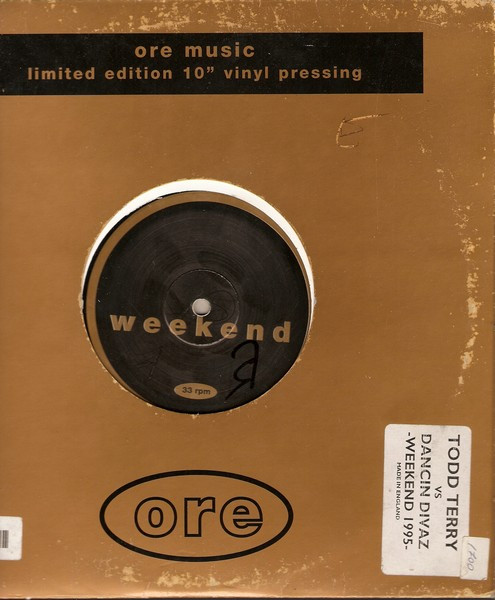 ore music
limited edition 10” vinyl pressing
weekend
33 rpm
ore
TODD TERRY
VS
DANCIN DIVAZ
-WEEKEND 1995-
MADE IN ENGLAND
1700